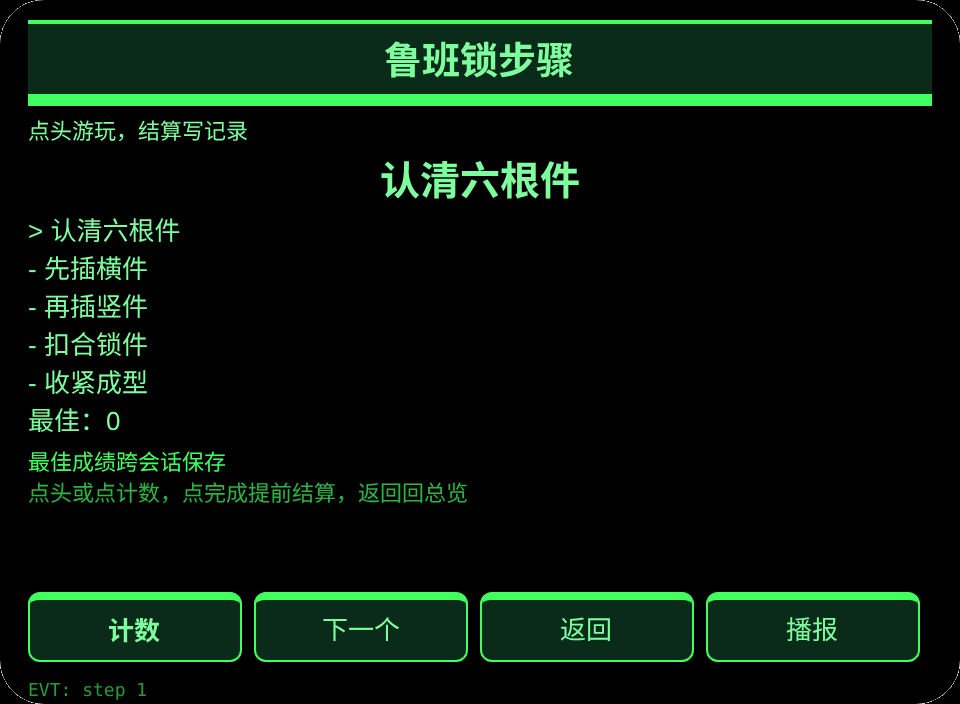 鲁班锁步骤
点头游玩，结算写记录
认清六根件
> 认清六根件
- 先插横件
- 再插竖件
- 扣合锁件
- 收紧成型
最佳：0
最佳成绩跨会话保存
点头或点计数，点完成提前结算，返回回总览
计数
下一个
返回
播报
EVT: step 1